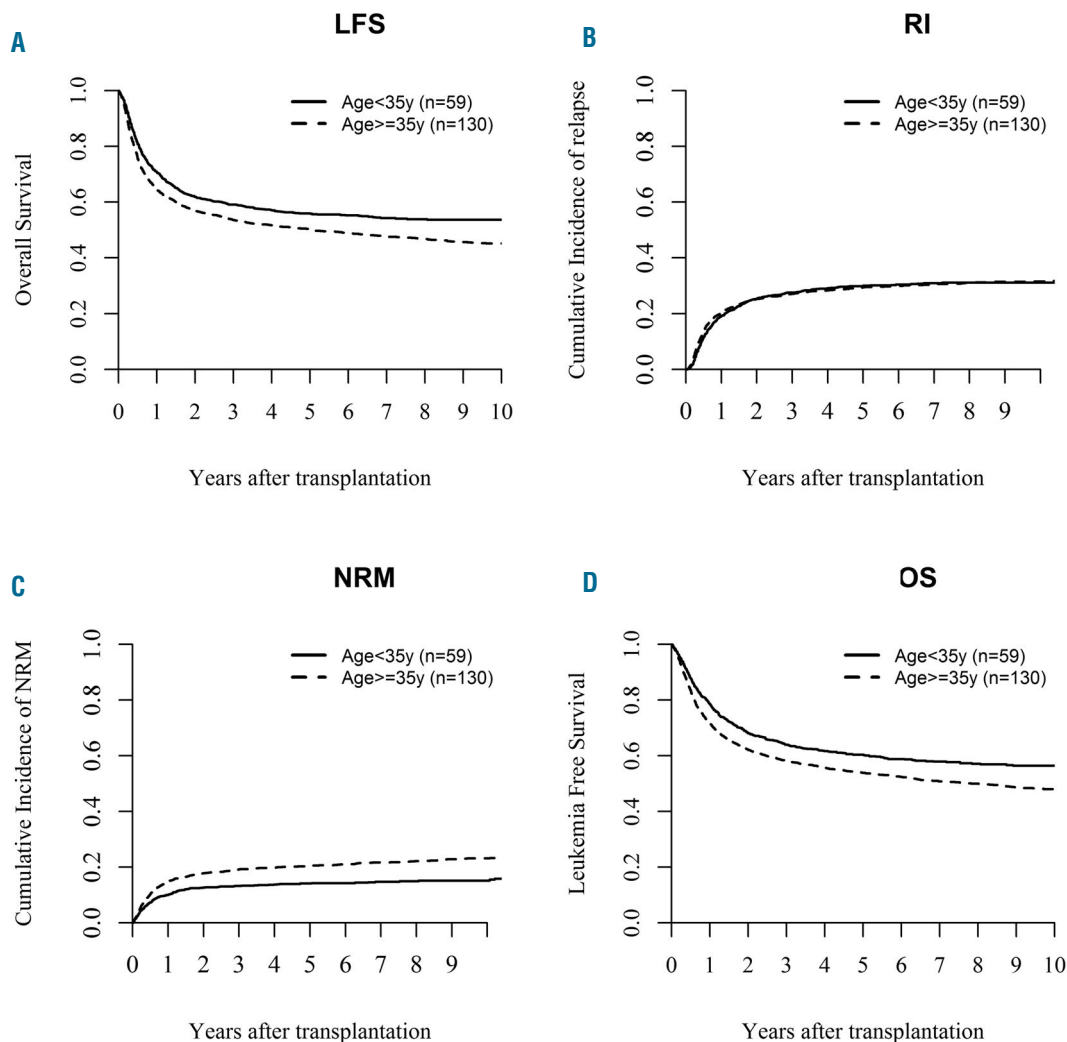 A
LFS
Overall Survival
1.0
0.8
0.6
0.4
0.2
0.0
Age<35y (n=59)
Age>=35y (n=130)
0 1 2 3 4 5 6 7 8 9 10
Years after transplantation
B
RI
Cumulative Incidence of relapse
1.0
0.8
0.6
0.4
0.2
0.0
Age<35y (n=59)
Age>=35y (n=130)
0 1 2 3 4 5 6 7 8 9
Years after transplantation
C
NRM
Cumulative Incidence of NRM
1.0
0.8
0.6
0.4
0.2
0.0
Age<35y (n=59)
Age>=35y (n=130)
0 1 2 3 4 5 6 7 8 9
Years after transplantation
D
OS
Leukemia Free Survival
1.0
0.8
0.6
0.4
0.2
0.0
Age<35y (n=59)
Age>=35y (n=130)
0 1 2 3 4 5 6 7 8 9 10
Years after transplantation